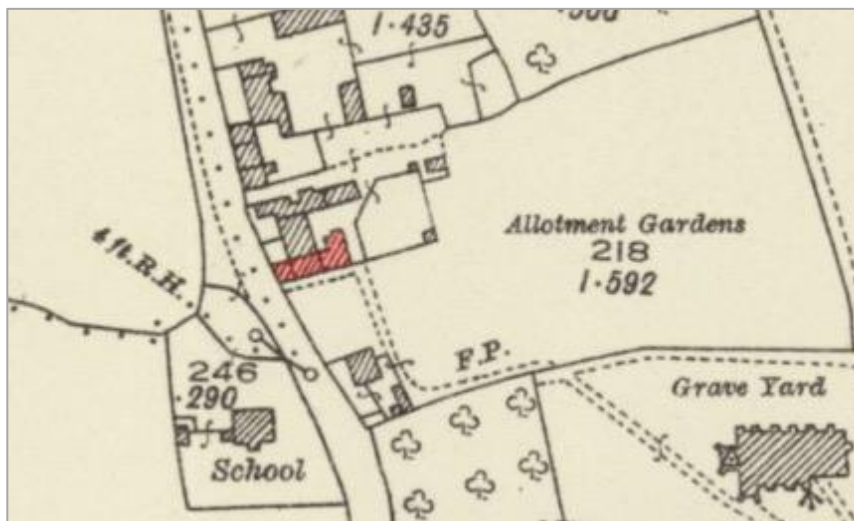 1·435
Allotment Gardens
218
1·592
4 ft. R.H.
F.P.
246
·290
School
Grave Yard